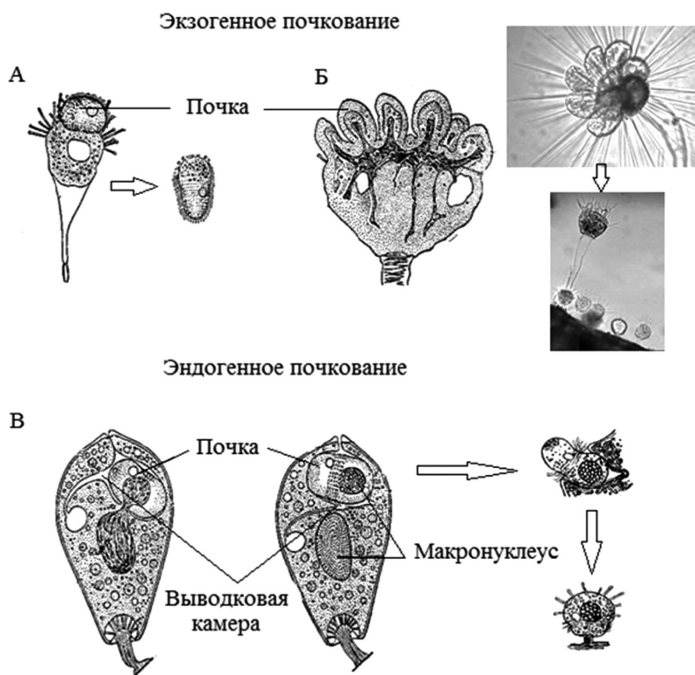 Экзогенное почкование
А
Б
Почка
Эндогенное почкование
В
Почка
Макронуклеус
Выводковая
камера